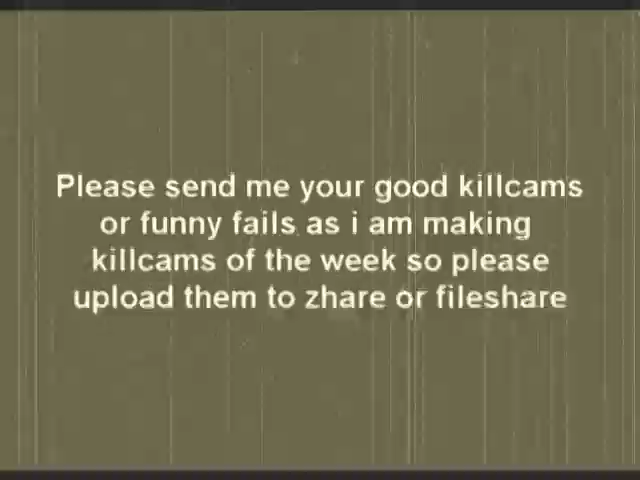 Please send me your good killcams
or funny fails as i am making
killcams of the week so please
upload them to zhare or fileshare